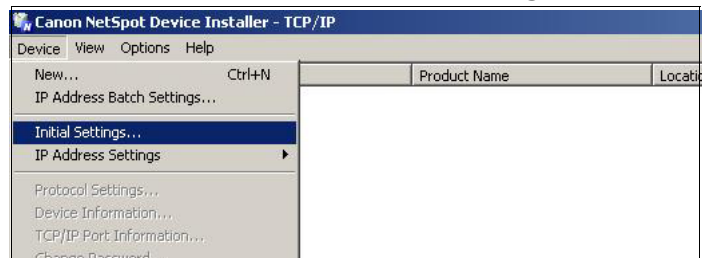 Canon NetSpot Device Installer - TCP/IP
Device View Options Help
New... Ctrl+N Product Name
IP Address Batch Settings...
Initial Settings...
IP Address Settings
Protocol Settings...
Device Information...
TCP/IP Port Information...